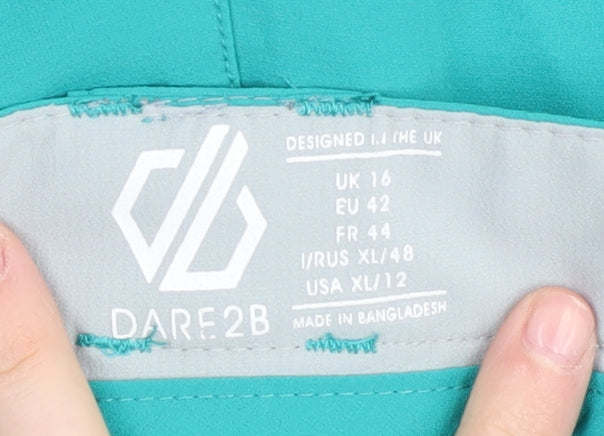 DARE2B
DESIGNED IN THE UK
UK 16
EU 42
FR 44
I/RUS XL/48
USA XL/12
MADE IN BANGLADESH